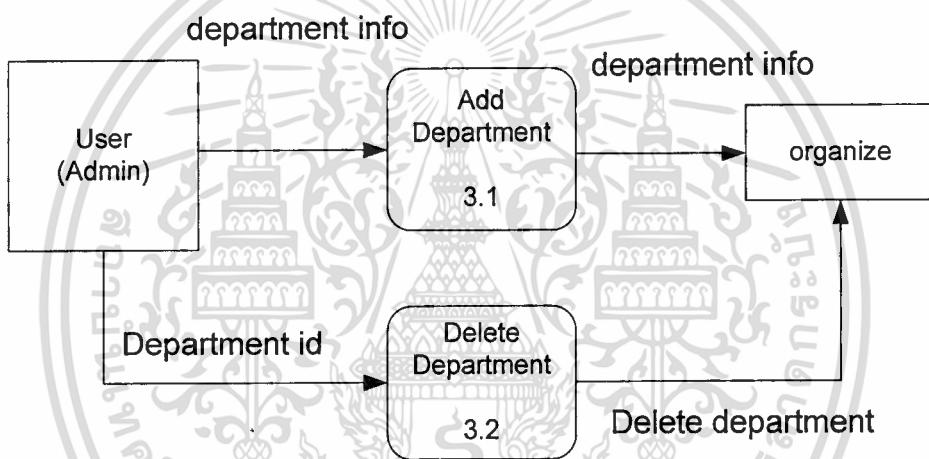 department info
department info
User
(Admin)
Add
Department
3.1
organize
Department id
Delete
Department
3.2
Delete department